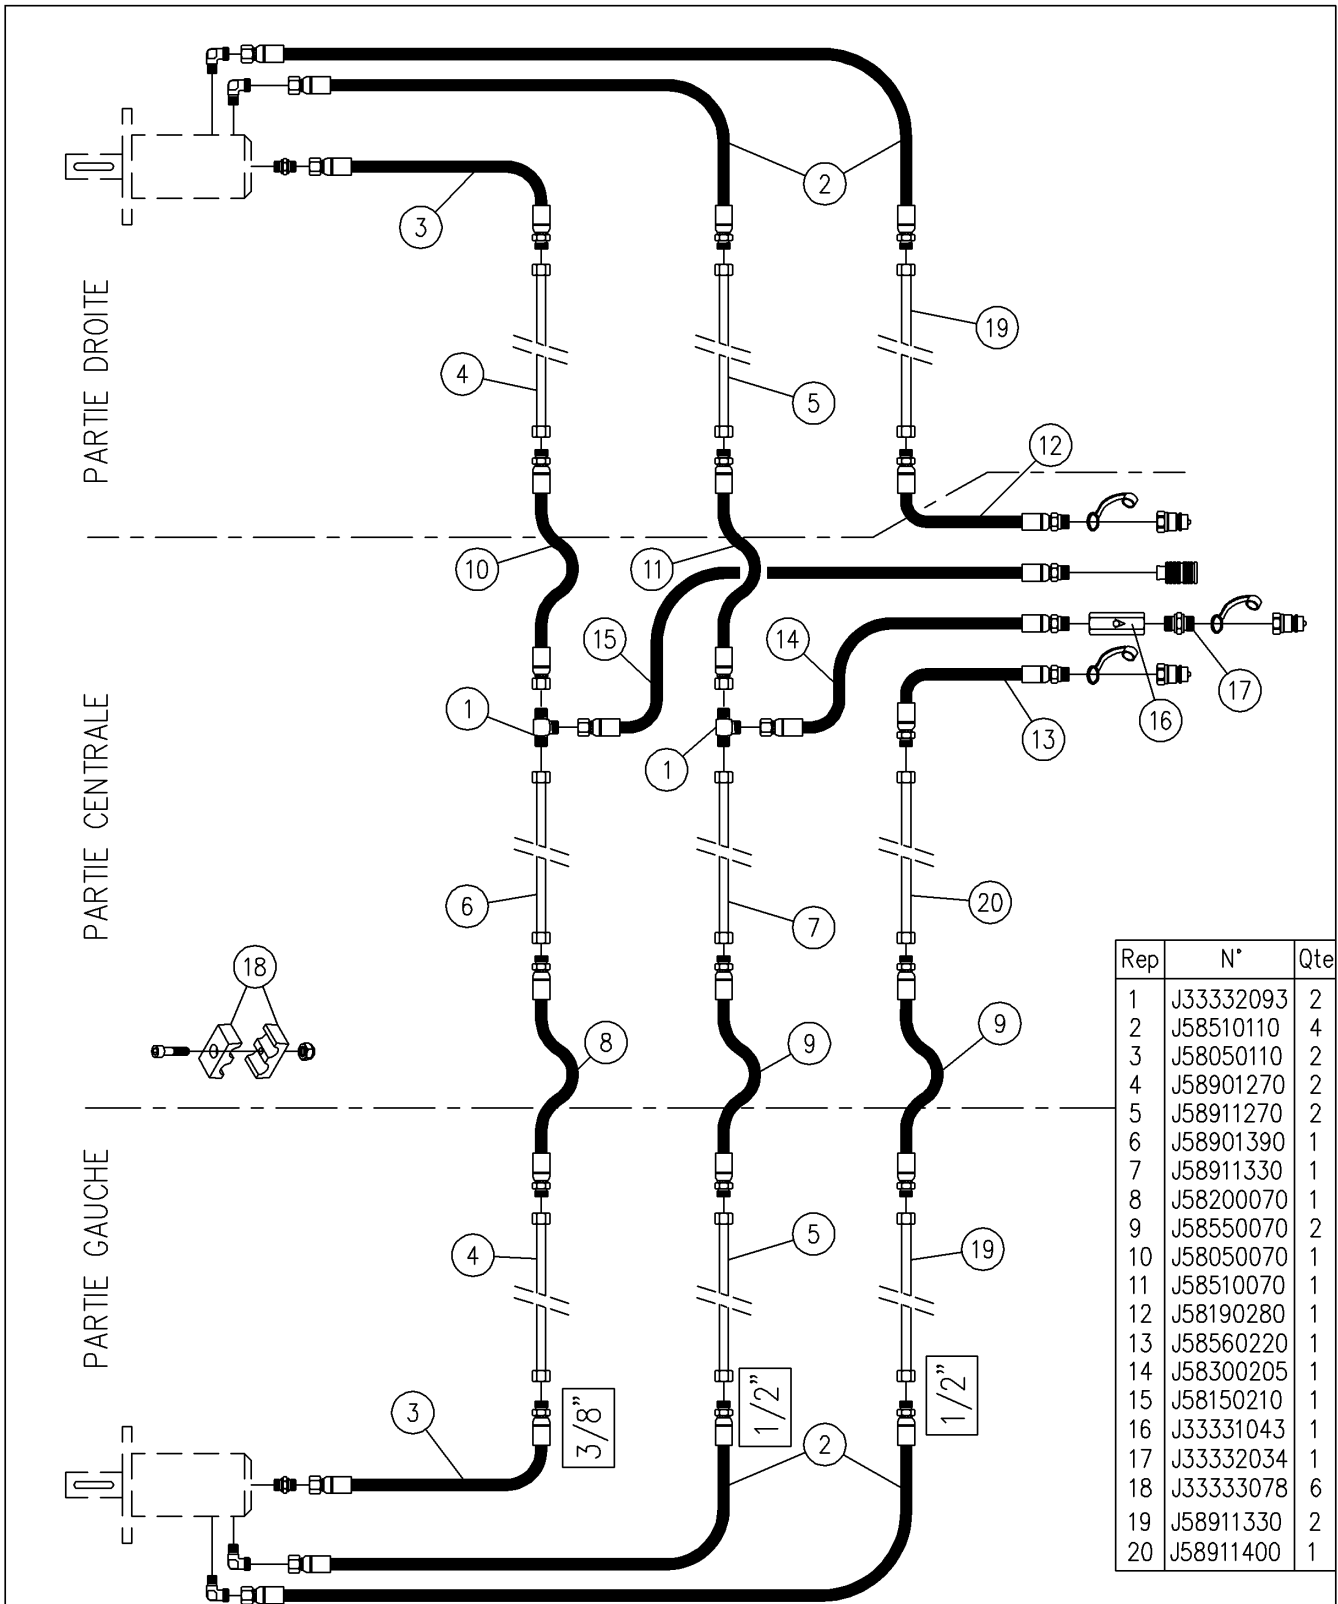 2
3
19
4
5
PARTIE DROITE
12
10
11
15
14
1
17
16
13
1
PARTIE CENTRALE
6
7
20
18
8
9
9
PARTIE GAUCHE
4
5
19
3
3/8"
1/2"
1/2"
2
Rep N° Qte
1 J33332093 2
2 J58510110 4
3 J58050110 2
4 J58901270 2
5 J58911270 2
6 J58901390 1
7 J58911330 1
8 J58200070 1
9 J58550070 2
10 J58050070 1
11 J58510070 1
12 J58190280 1
13 J58560220 1
14 J58300205 1
15 J58150210 1
16 J33331043 1
17 J33332034 1
18 J33333078 6
19 J58911330 2
20 J58911400 1